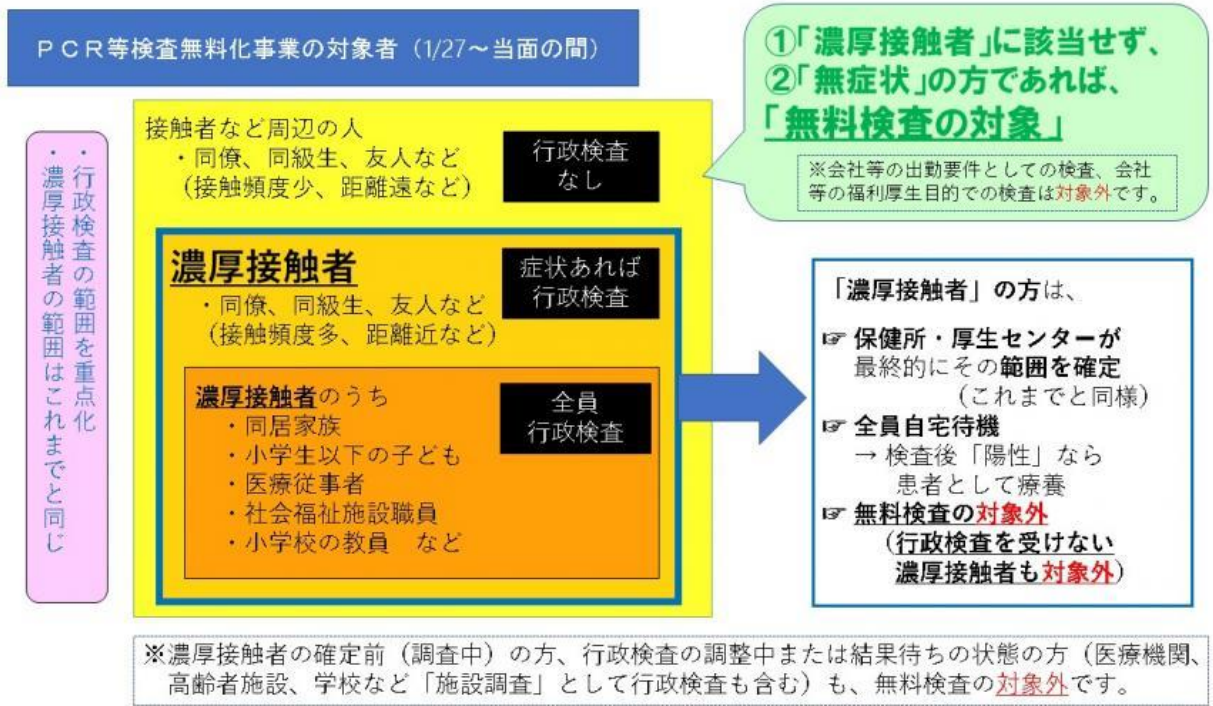 ＰＣＲ等検査無料化事業の対象者（1/27～当面の間）
①「濃厚接触者」に該当せず、
②「無症状」の方であれば、
「無料検査の対象」
※会社等の出勤要件としての検査、会社
等の福利厚生目的での検査は対象外です。
・行政検査の範囲を重点化
・濃厚接触者の範囲はこれまでと同じ
接触者など周辺の人
・同僚、同級生、友人など
（接触頻度少、距離遠など）
行政検査
なし
濃厚接触者
・同僚、同級生、友人など
（接触頻度多、距離近など）
症状あれば
行政検査
濃厚接触者のうち
・同居家族
・小学生以下の子ども
・医療従事者
・社会福祉施設職員
・小学校の教員　など
全員
行政検査
「濃厚接触者」の方は、
☞ 保健所・厚生センターが
最終的にその範囲を確定
（これまでと同様）
☞ 全員自宅待機
→ 検査後「陽性」なら
患者として療養
☞ 無料検査の対象外
（行政検査を受けない
濃厚接触者も対象外）
※濃厚接触者の確定前（調査中）の方、行政検査の調整中または結果待ちの状態の方（医療機関、
高齢者施設、学校など「施設調査」として行政検査も含む）も、無料検査の対象外です。